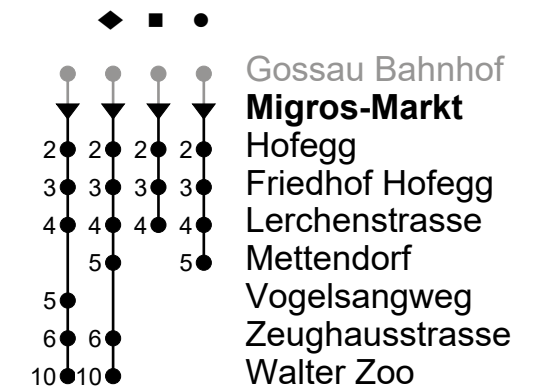 Gossau Bahnhof
Migros-Markt
2 2 2 2 Hofegg
3 3 3 3 Friedhof Hofegg
4 4 4 4 Lerchenstrasse
5 5 Mettendorf
5 Vogelsangweg
6 6 Zeughausstrasse
10 10 Walter Zoo